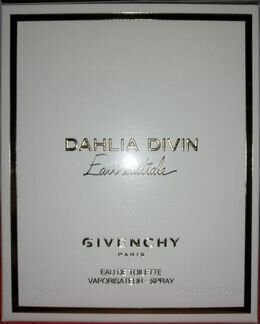 DAHLIA DIVIN
Eau Initiale
GIVENCHY
PARIS
EAU DE TOILETTE
VAPORISATEUR - SPRAY